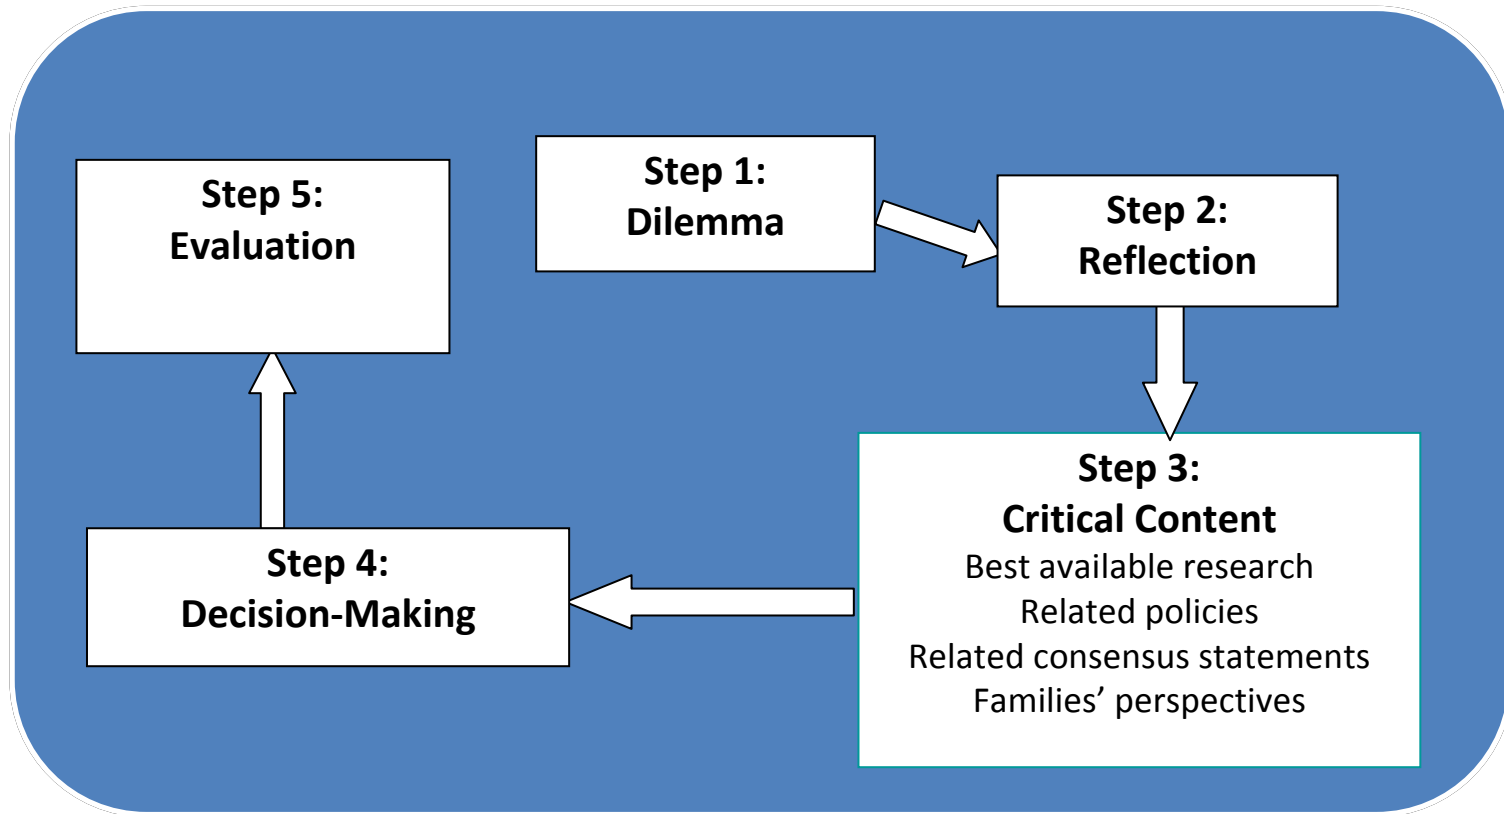 Step 1:
Dilemma
Step 2:
Reflection
Step 3:
Critical Content
Best available research
Related policies
Related consensus statements
Families’ perspectives
Step 4:
Decision-Making
Step 5:
Evaluation